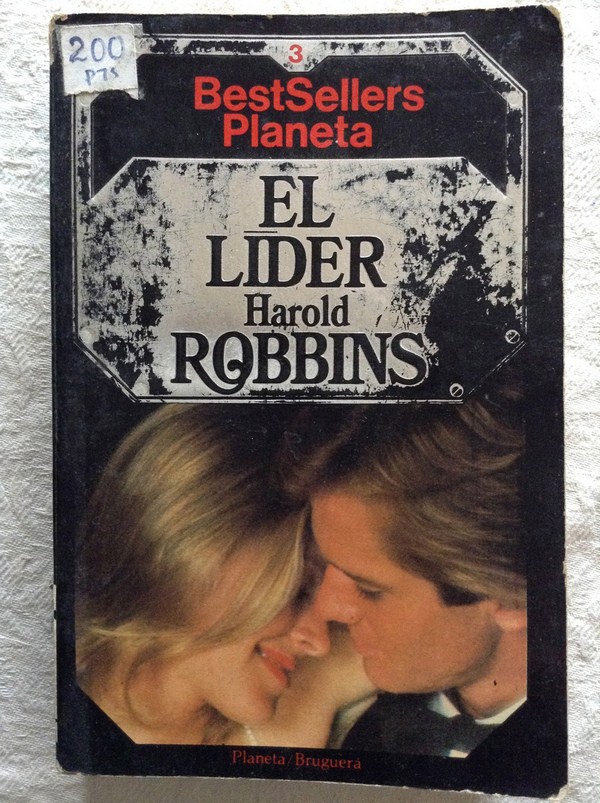 200
PTS
3
BestSellers
Planeta
EL
LIDER
Harold
ROBBINS
Planeta/Bruguera